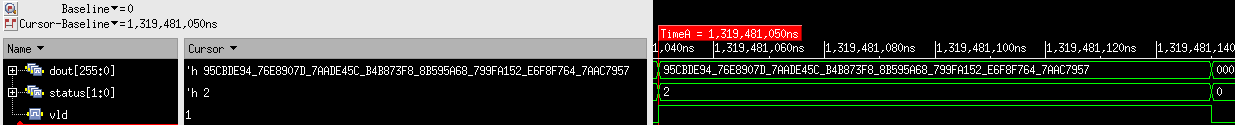 Baseline▼=0
Cursor-Baseline▼=1,319,481,050ns
Name▼ Cursor▼
dout[255:0] 'h 95CBDE94_76E8907D_7AADE45C_B4B873F8_8B595A68_799FA152_E6F8F764_7AAC7957
status[1:0] 'h 2
vld 1
TimeA = 1,319,481,050ns
1,040ns 1,319,481,060ns 1,319,481,080ns 1,319,481,100ns 1,319,481,120ns 1,319,481,140
95CBDE94_76E8907D_7AADE45C_B4B873F8_8B595A68_799FA152_E6F8F764_7AAC7957 000
2 0